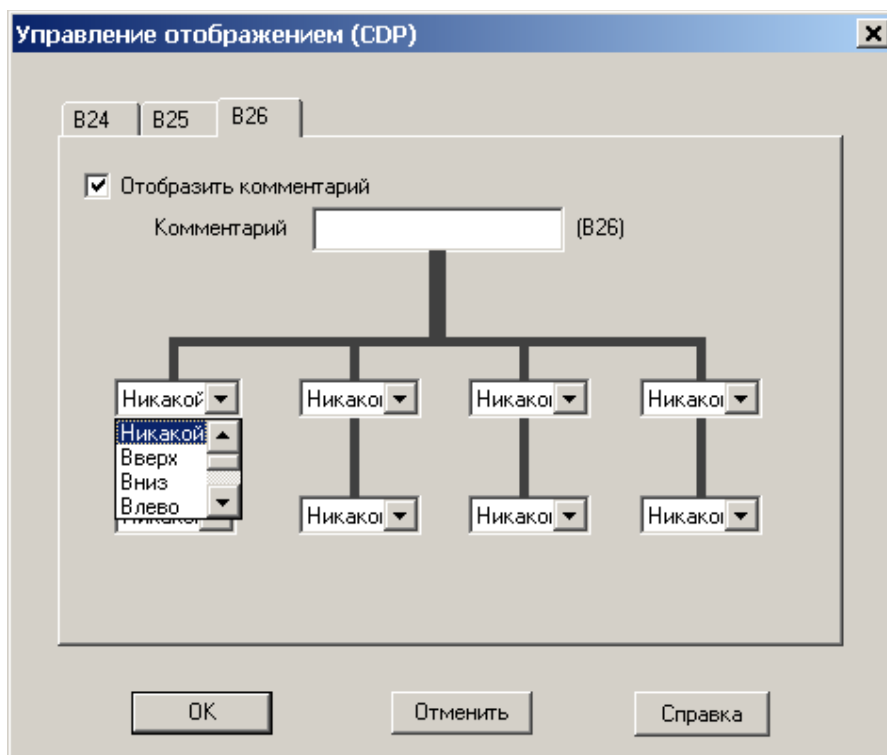 Управление отображением (CDP)
B24 B25 B26
Отобразить комментарий
Комментарий (B26)
Никакой Никакой Никакой Никакой
Никакой
Вверх
Вниз
Влево
Никакой Никакой Никакой Никакой
OK Отменить Справка